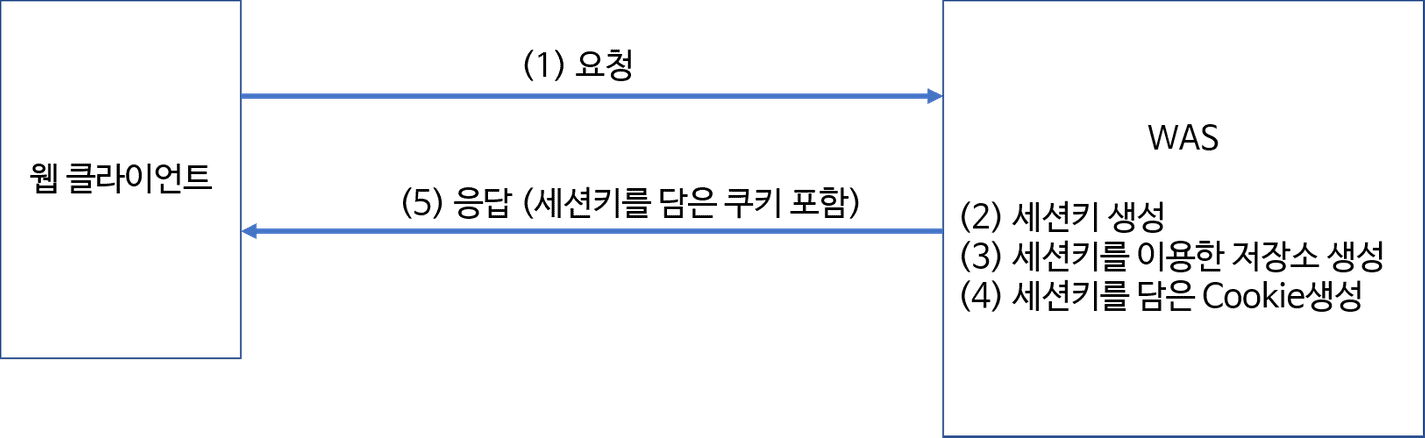 (1) 요청
웹 클라이언트
(5) 응답 (세션키를 담은 쿠키 포함)
WAS
(2) 세션키 생성
(3) 세션키를 이용한 저장소 생성
(4) 세션키를 담은 Cookie생성